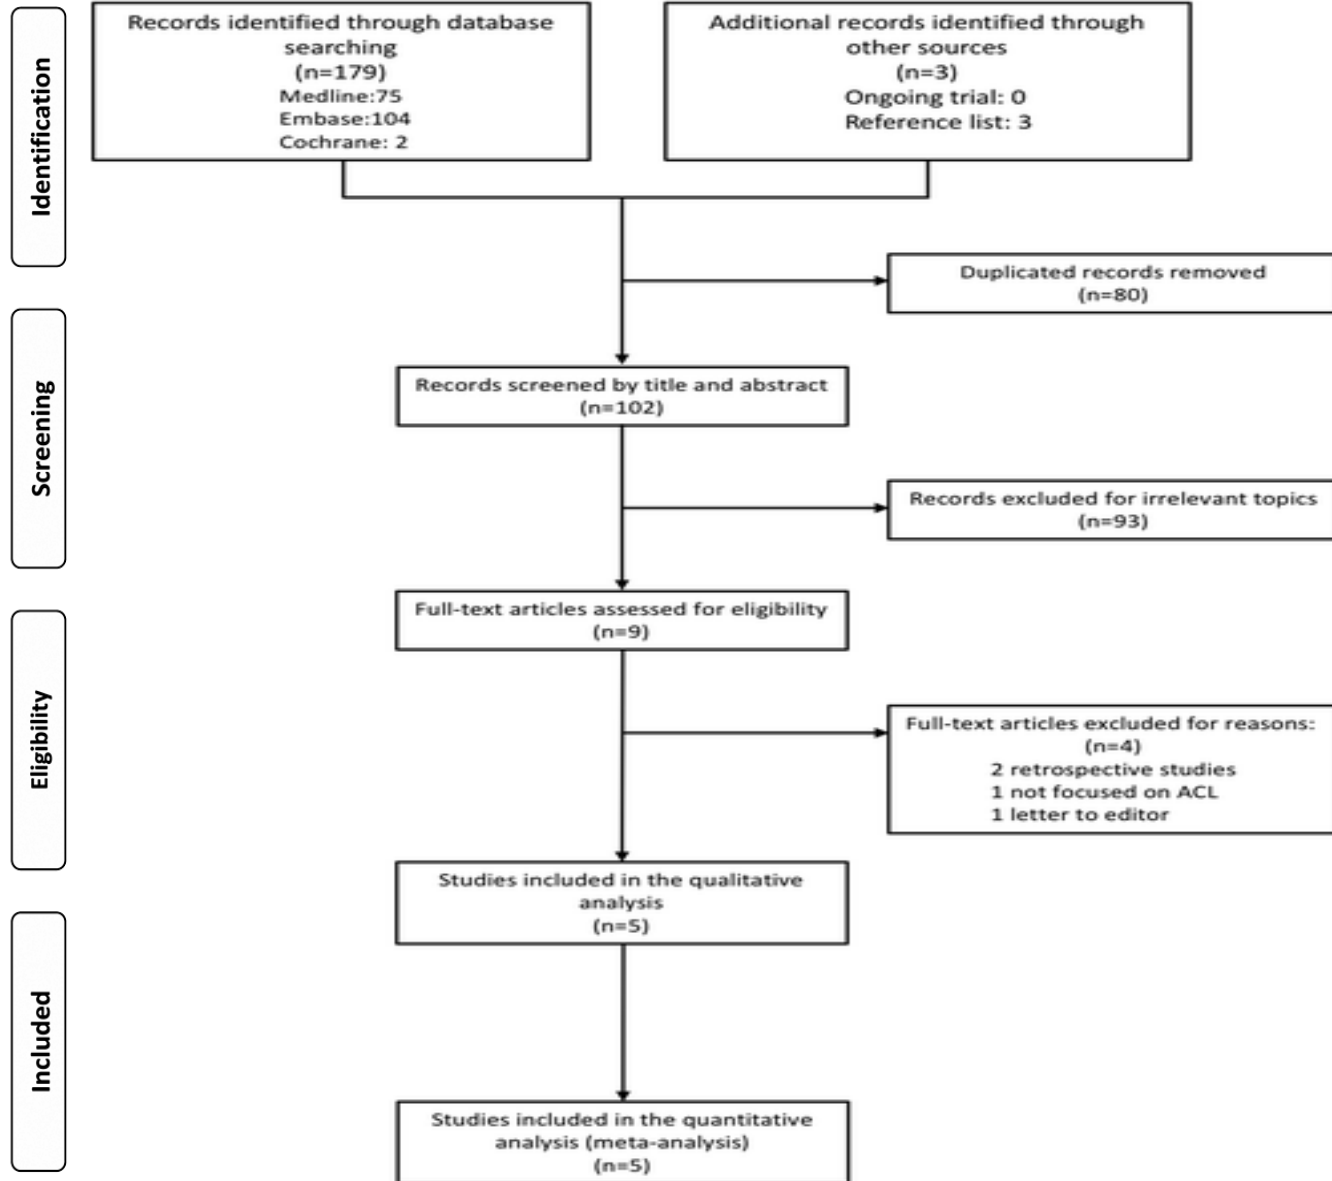 Identification
Records identified through database
searching
(n=179)
Medline:75
Embase:104
Cochrane: 2
Additional records identified through
other sources
(n=3)
Ongoing trial: 0
Reference list: 3
Duplicated records removed
(n=80)
Screening
Records screened by title and abstract
(n=102)
Records excluded for irrelevant topics
(n=93)
Eligibility
Full-text articles assessed for eligibility
(n=9)
Full-text articles excluded for reasons:
(n=4)
2 retrospective studies
1 not focused on ACL
1 letter to editor
Studies included in the qualitative
analysis
(n=5)
Included
Studies included in the quantitative
analysis (meta-analysis)
(n=5)